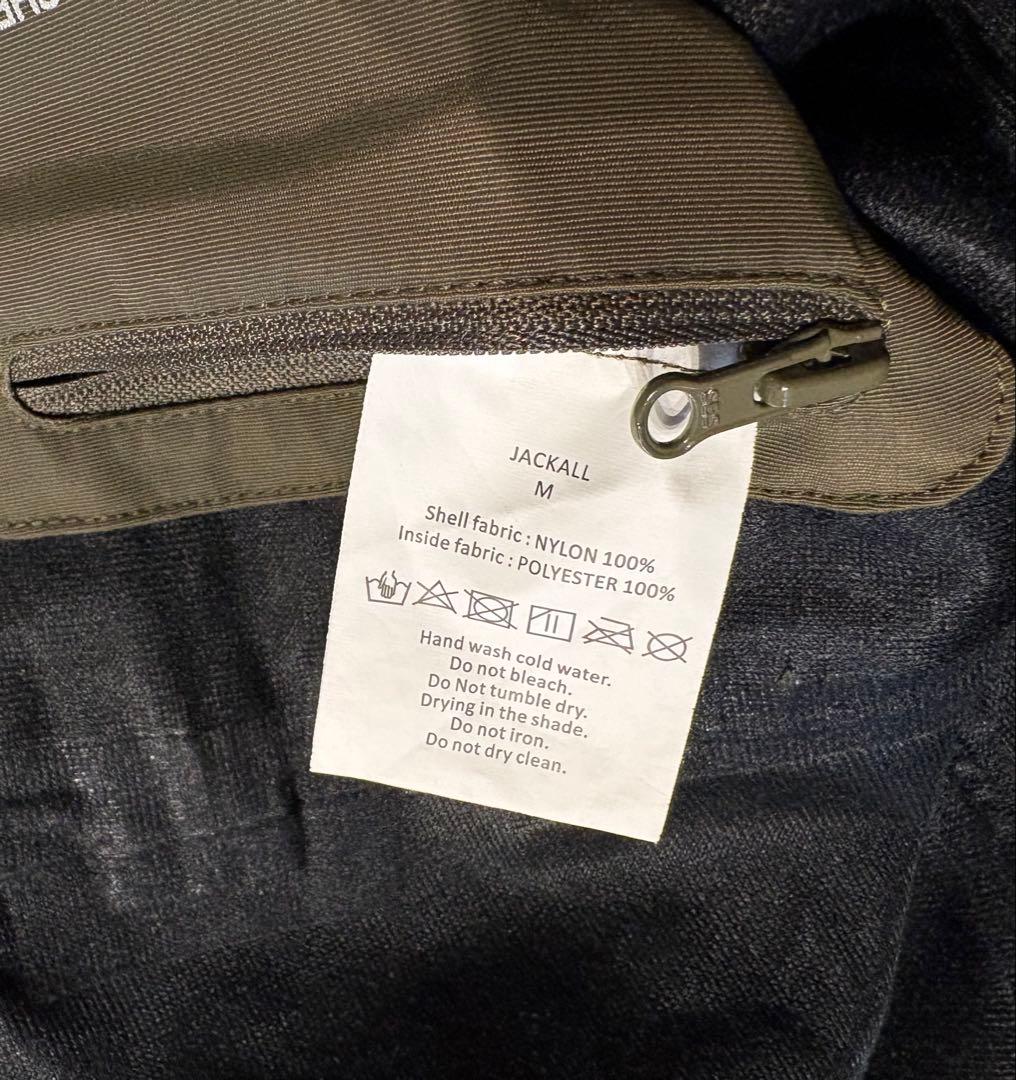 JACKALL
M
Shell fabric : NYLON 100%
Inside fabric : POLYESTER 100%
Hand wash cold water.
Do not bleach.
Do Not tumble dry.
Drying in the shade.
Do not iron.
Do not dry clean.